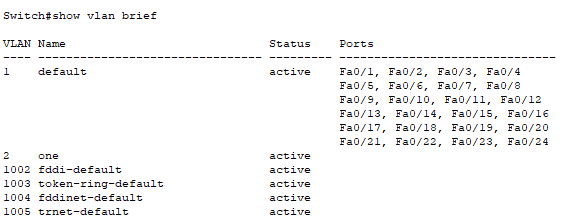 Switch#show vlan brief
VLAN Name                             Status    Ports
---- -------------------------------- --------- -------------------------------
1    default                          active    Fa0/1, Fa0/2, Fa0/3, Fa0/4
                                                Fa0/5, Fa0/6, Fa0/7, Fa0/8
                                                Fa0/9, Fa0/10, Fa0/11, Fa0/12
                                                Fa0/13, Fa0/14, Fa0/15, Fa0/16
                                                Fa0/17, Fa0/18, Fa0/19, Fa0/20
                                                Fa0/21, Fa0/22, Fa0/23, Fa0/24
2    one                              active
1002 fddi-default                     active
1003 token-ring-default               active
1004 fddinet-default                  active
1005 trnet-default                    active